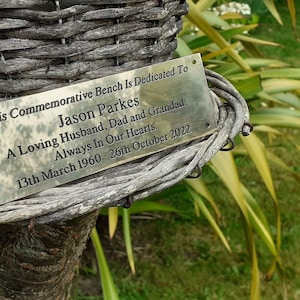 is Commemorative Bench Is Dedicated To
Jason Parkes
A Loving Husband, Dad and Grandad
Always In Our Hearts
13th March 1960 - 26th October 2022